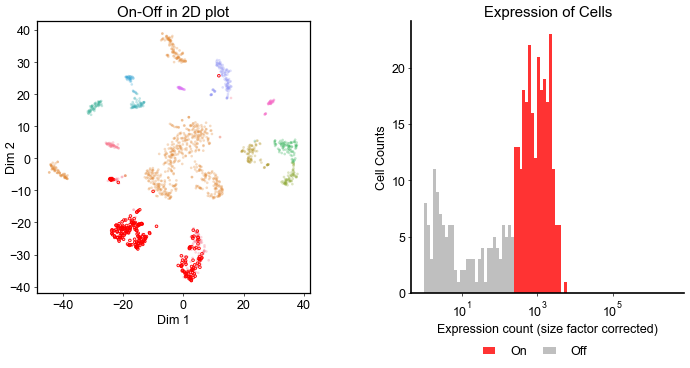 On-Off in 2D plot
40
30
20
10
0
−10
−20
−30
−40
Dim 2
−40 −20 0 20 40
Dim 1
Expression of Cells
20
15
10
5
0
Cell Counts
10^1 10^3 10^5
Expression count (size factor corrected)
On Off